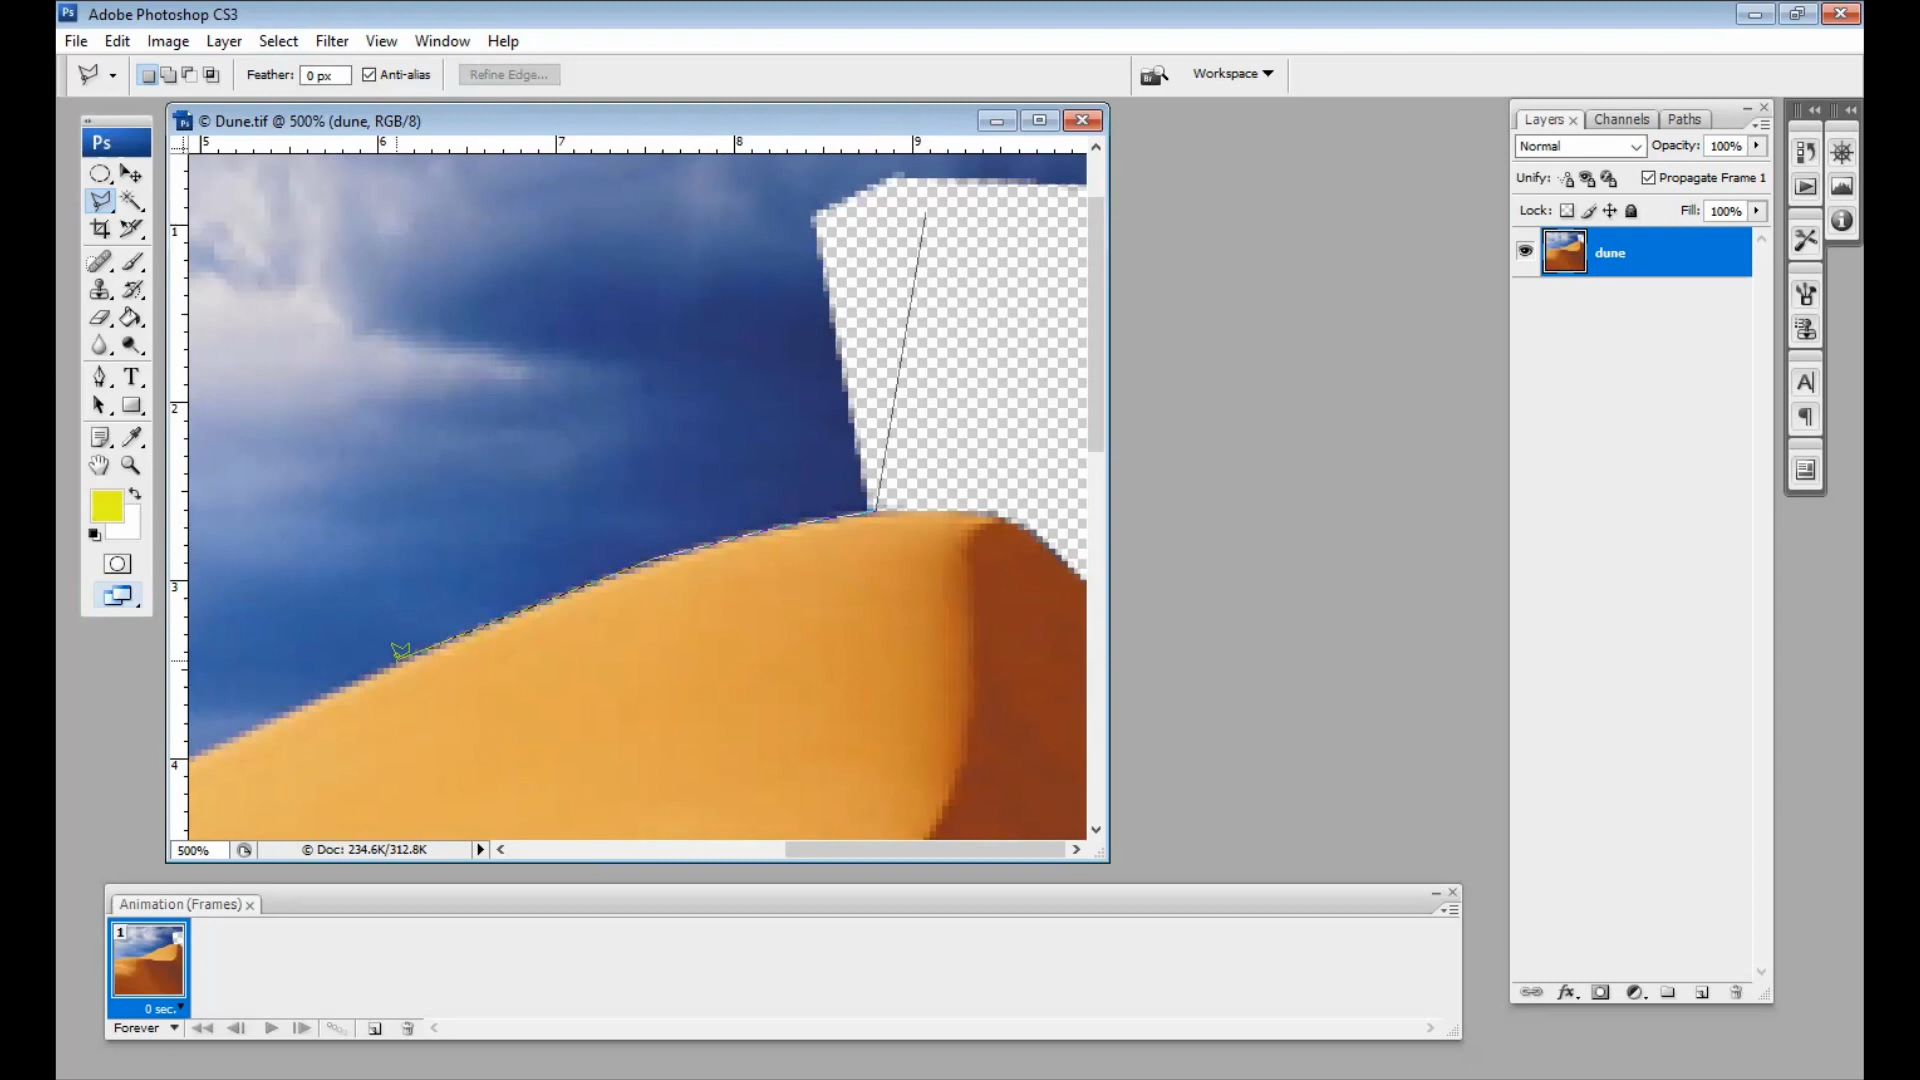 Ps Adobe Photoshop CS3
File Edit Image Layer Select Filter View Window Help
Feather: 0 px Anti-alias Refine Edge... Br Workspace
Ps
© Dune.tif @ 500% (dune, RGB/8)
5 6 7 8 9
1
2
3
4
500% © Doc: 234.6K/312.8K
Layers Channels Paths
Normal Opacity: 100%
Unify: Propagate Frame 1
Lock: Fill: 100%
dune
Animation (Frames)
1
0 sec.
Forever